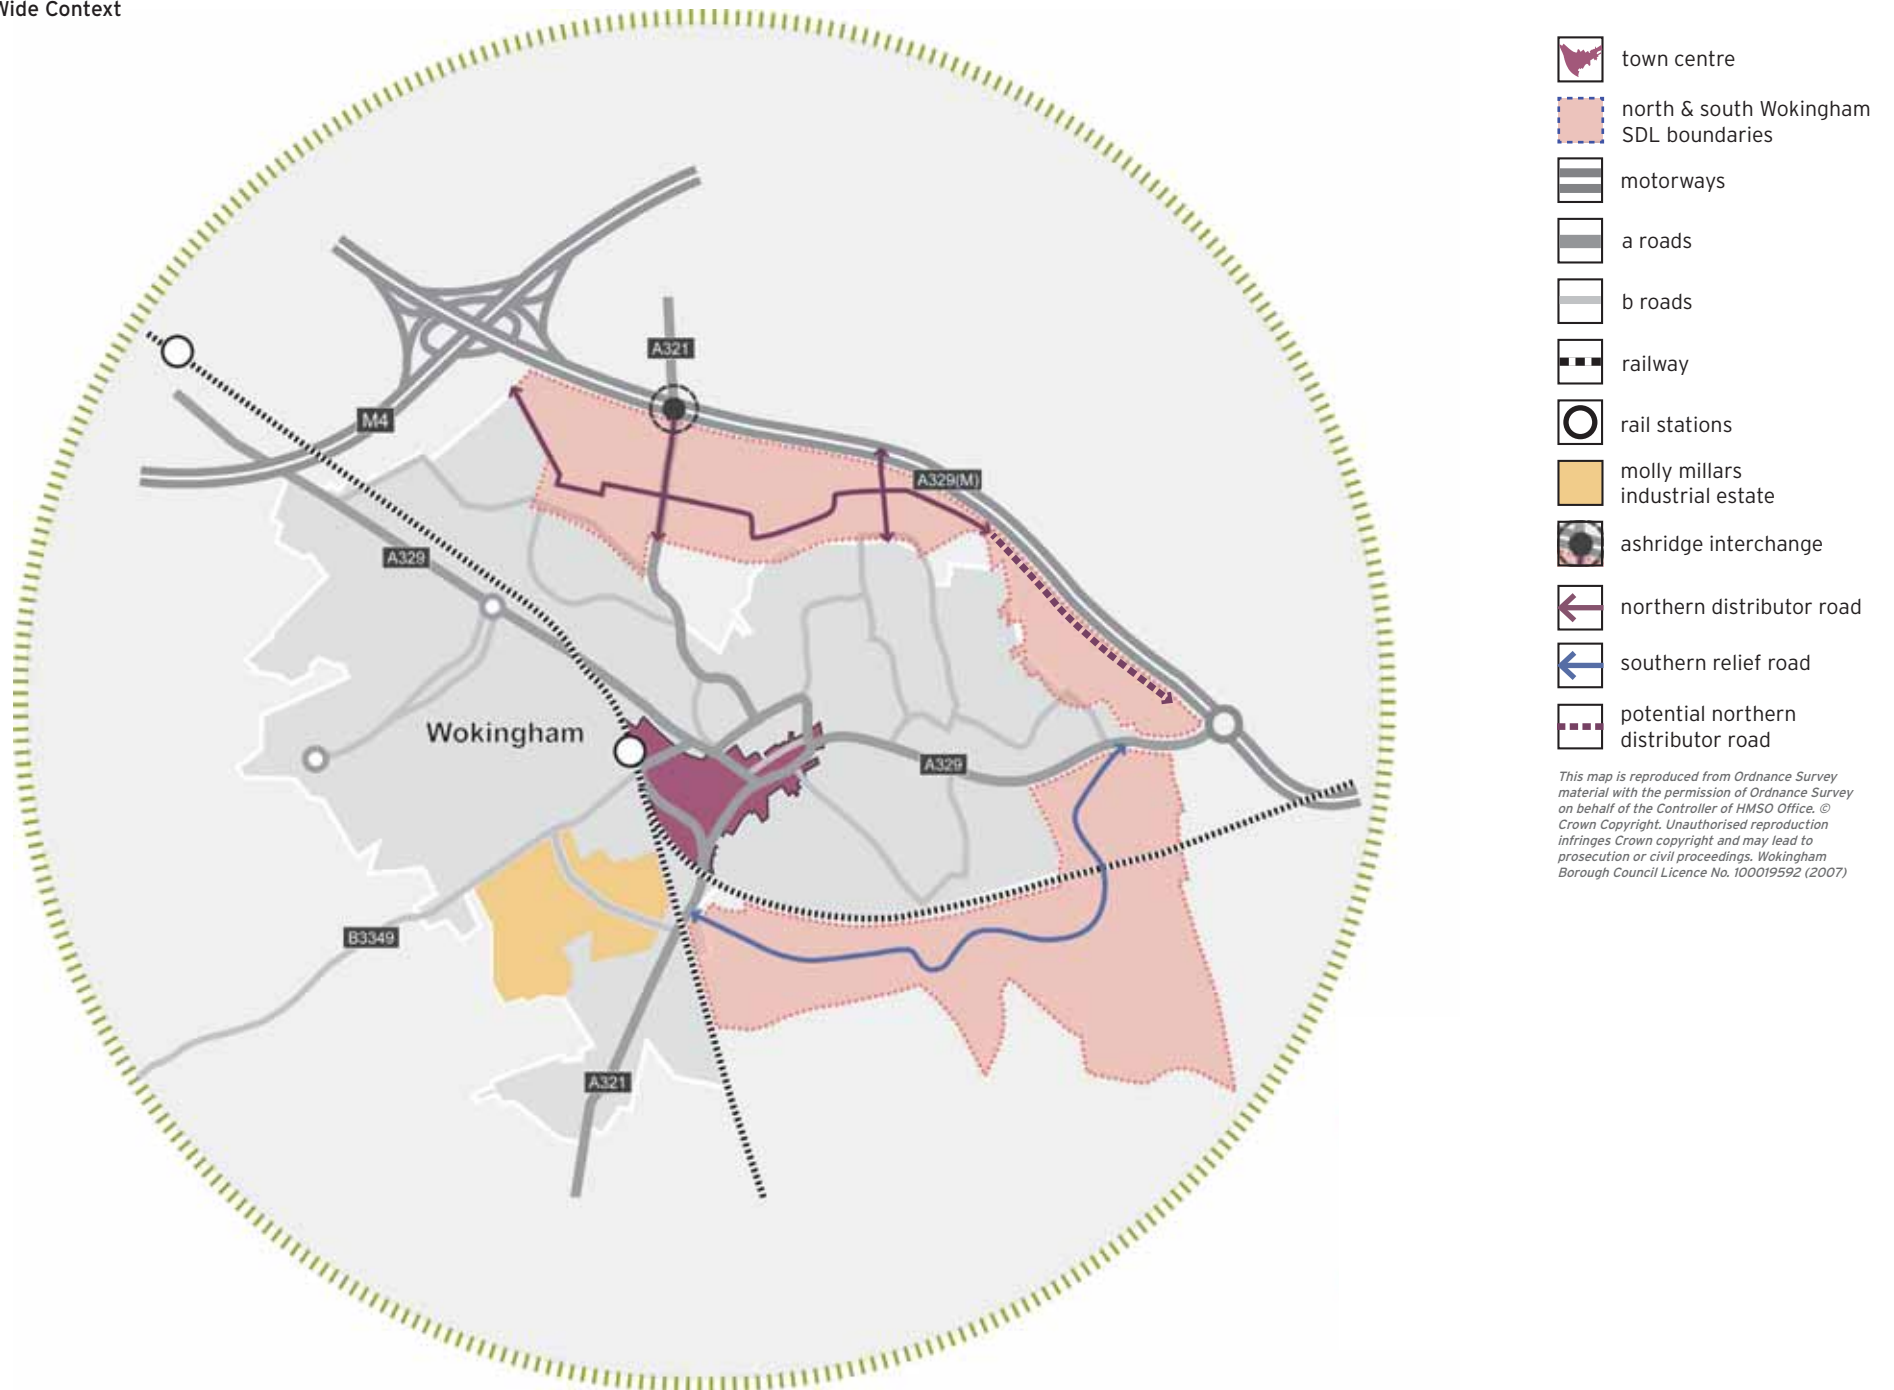 Wide Context
A321
M4
A329(M)
A329
Wokingham
A329
B3349
A321
town centre
north & south Wokingham
SDL boundaries
motorways
a roads
b roads
railway
rail stations
molly millars
industrial estate
ashridge interchange
northern distributor road
southern relief road
potential northern
distributor road
This map is reproduced from Ordnance Survey
material with the permission of Ordnance Survey
on behalf of the Controller of HMSO Office. ©
Crown Copyright. Unauthorised reproduction
infringes Crown copyright and may lead to
prosecution or civil proceedings. Wokingham
Borough Council Licence No. 100019592 (2007)